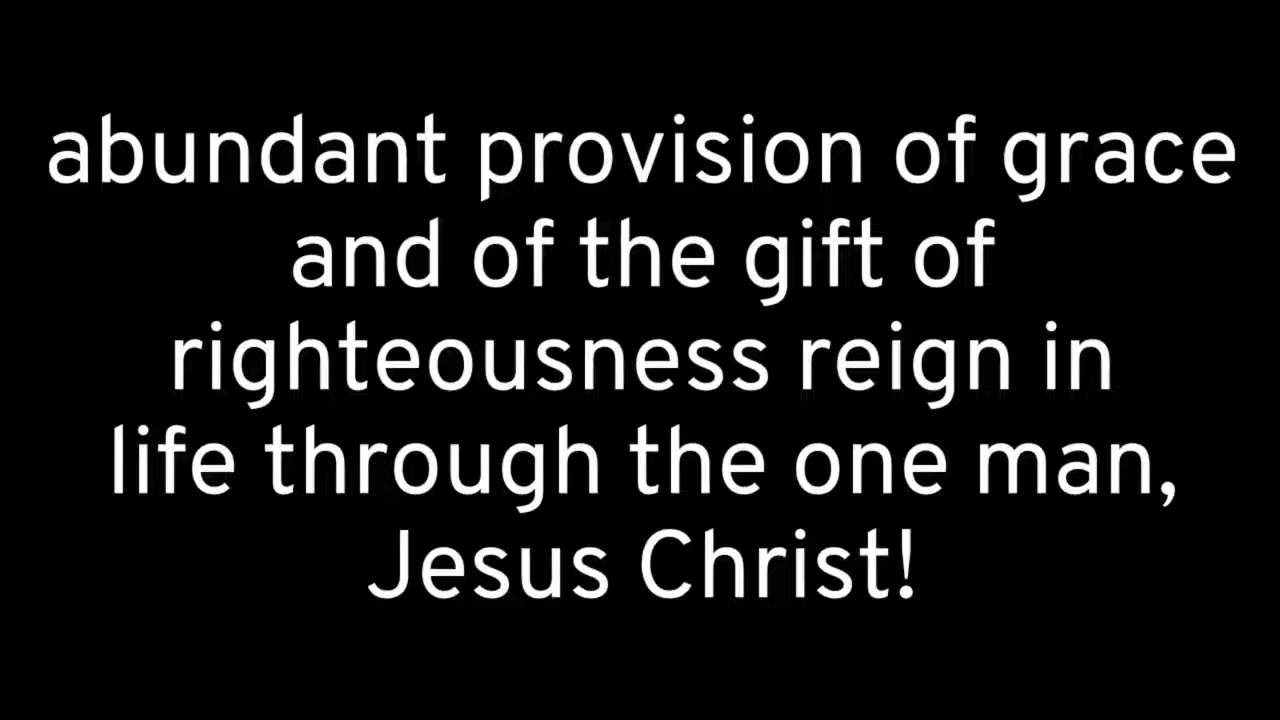 abundant provision of grace
and of the gift of
righteousness reign in
life through the one man,
Jesus Christ!